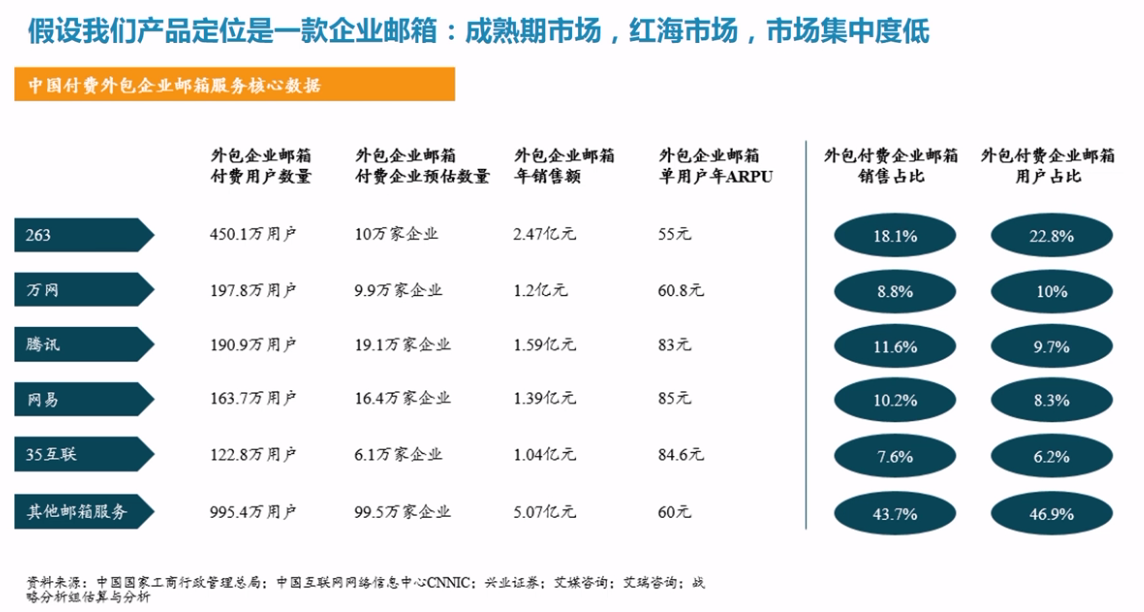 假设我们产品定位是一款企业邮箱：成熟期市场，红海市场，市场集中度低
中国付费外包企业邮箱服务核心数据
外包企业邮箱
付费用户数量
外包企业邮箱
付费企业预估数量
外包企业邮箱
年销售额
外包企业邮箱
单用户年ARPU
外包付费企业邮箱
销售占比
外包付费企业邮箱
用户占比
263 450.1万用户 10万家企业 2.47亿元 55元 18.1% 22.8%
万网 197.8万用户 9.9万家企业 1.2亿元 60.8元 8.8% 10%
腾讯 190.9万用户 19.1万家企业 1.59亿元 83元 11.6% 9.7%
网易 163.7万用户 16.4万家企业 1.39亿元 85元 10.2% 8.3%
35互联 122.8万用户 6.1万家企业 1.04亿元 84.6元 7.6% 6.2%
其他邮箱服务 995.4万用户 99.5万家企业 5.07亿元 60元 43.7% 46.9%
资料来源：中国国家工商行政管理总局；中国互联网网络信息中心CNNIC；兴业证券；艾媒咨询；艾瑞咨询；战
略分析组估算与分析